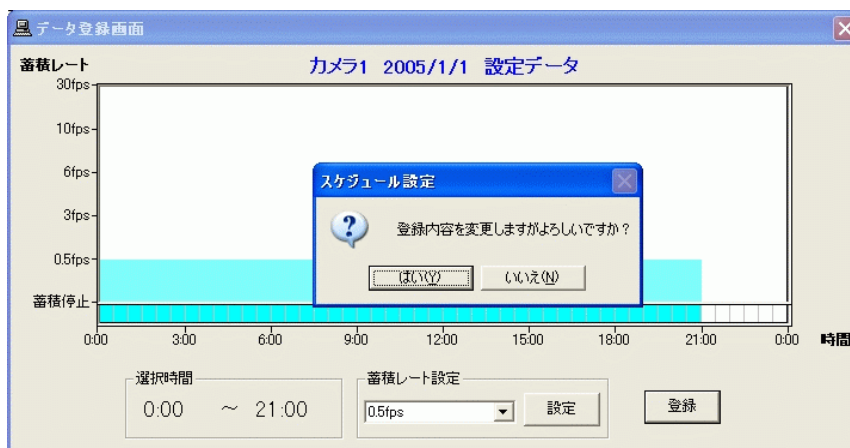 データ登録画面
蓄積レート
カメラ1 2005/1/1 設定データ
30fps
10fps
6fps
3fps
0.5fps
蓄積停止
スケジュール設定
登録内容を変更しますがよろしいですか?
はい(Y)
いいえ(N)
0:00 3:00 6:00 9:00 12:00 15:00 18:00 21:00 0:00 時間
選択時間
0:00 ～ 21:00
蓄積レート設定
0.5fps
設定
登録